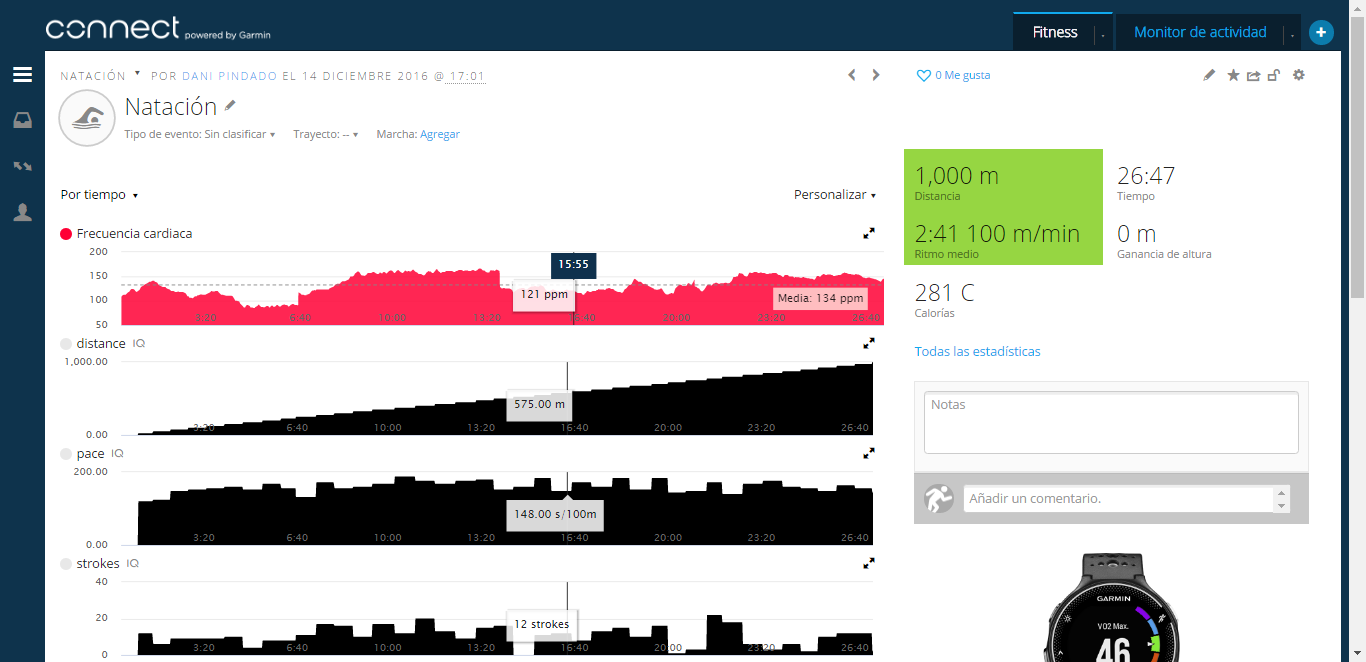 connect powered by Garmin
Fitness
Monitor de actividad
NATACIÓN POR DANI PINDADO EL 14 DICIEMBRE 2016 @ 17:01
0 Me gusta
Natación
Tipo de evento: Sin clasificar Trayecto: -- Marcha: Agregar
Por tiempo
Personalizar
Frecuencia cardiaca
200
150
100
50
15:55
121 ppm
Media: 134 ppm
3:20 6:40 10:00 13:20 16:40 20:00 23:20 26:40
distance IQ
1,000.00
0.00
575.00 m
3:20 6:40 10:00 13:20 16:40 20:00 23:20 26:40
pace IQ
200.00
0.00
148.00 s/100m
3:20 6:40 10:00 13:20 16:40 20:00 23:20 26:40
strokes IQ
40
20
0
12 strokes
3:20 6:40 10:00 13:20 16:40 20:00 23:20 26:40
1,000 m
Distancia
26:47
Tiempo
2:41 100 m/min
Ritmo medio
0 m
Ganancia de altura
281 C
Calorías
Todas las estadísticas
Notas
Añadir un comentario.
GARMIN
VO2 Max.
46